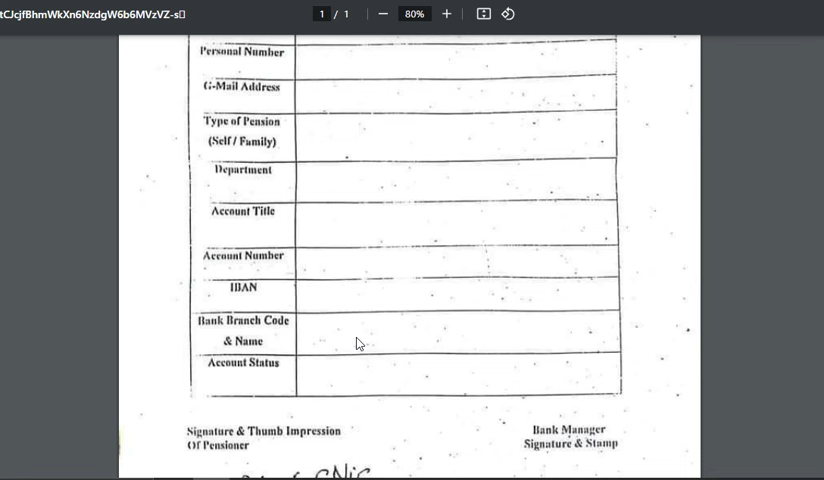 tCJcjfBhmWkXn6NzdgW6b6MVzVZ-s
1 / 1
80%
Personal Number
G-Mail Address
Type of Pension
(Self / Family)
Department
Account Title
Account Number
IBAN
Bank Branch Code
& Name
Account Status
Signature & Thumb Impression
Of Pensioner
Bank Manager
Signature & Stamp
CNIC